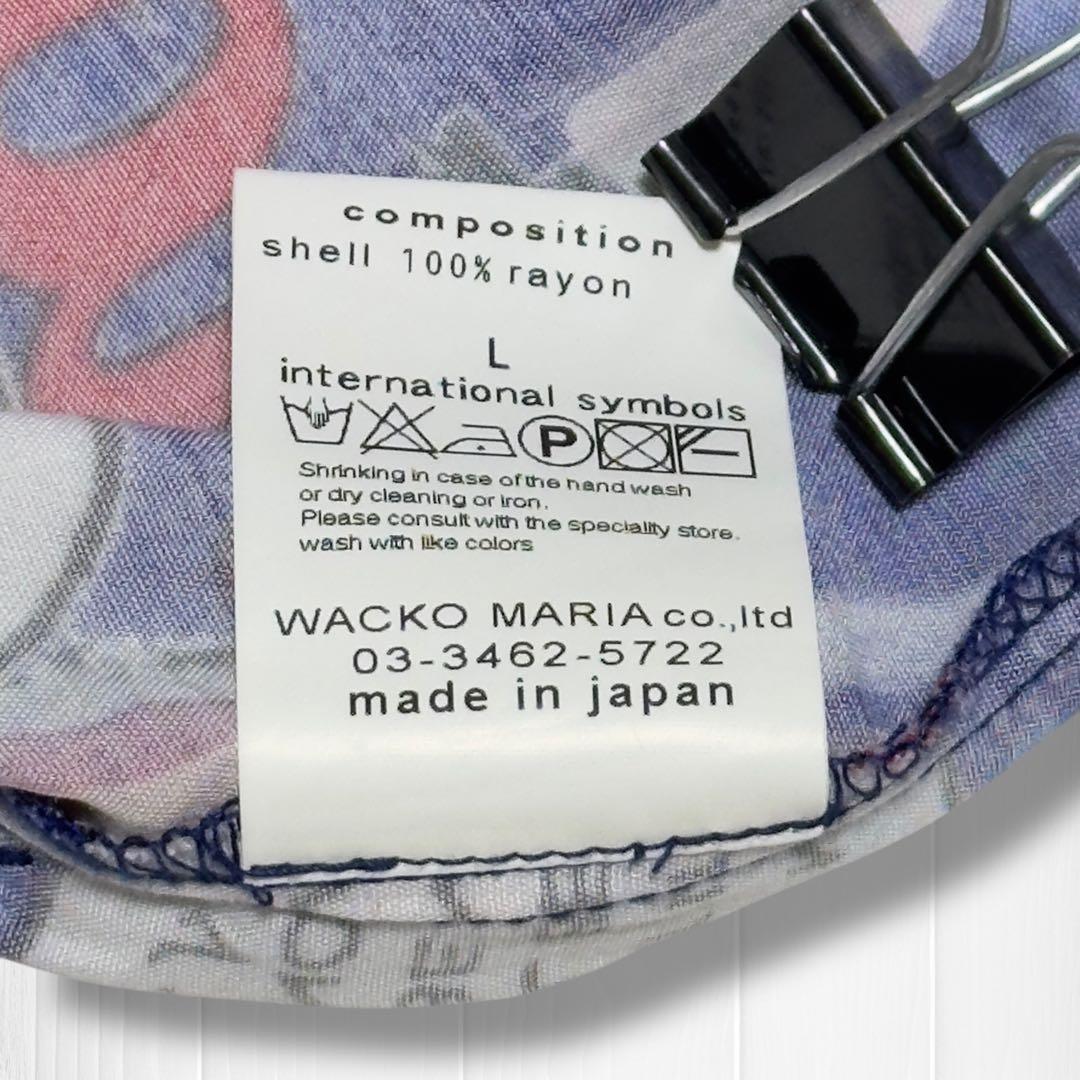 composition
shell 100% rayon
L
international symbols
P
Shrinking in case of the hand wash
or dry cleaning or iron.
Please consult with the speciality store.
wash with like colors
WACKO MARIA co.,ltd
03-3462-5722
made in japan